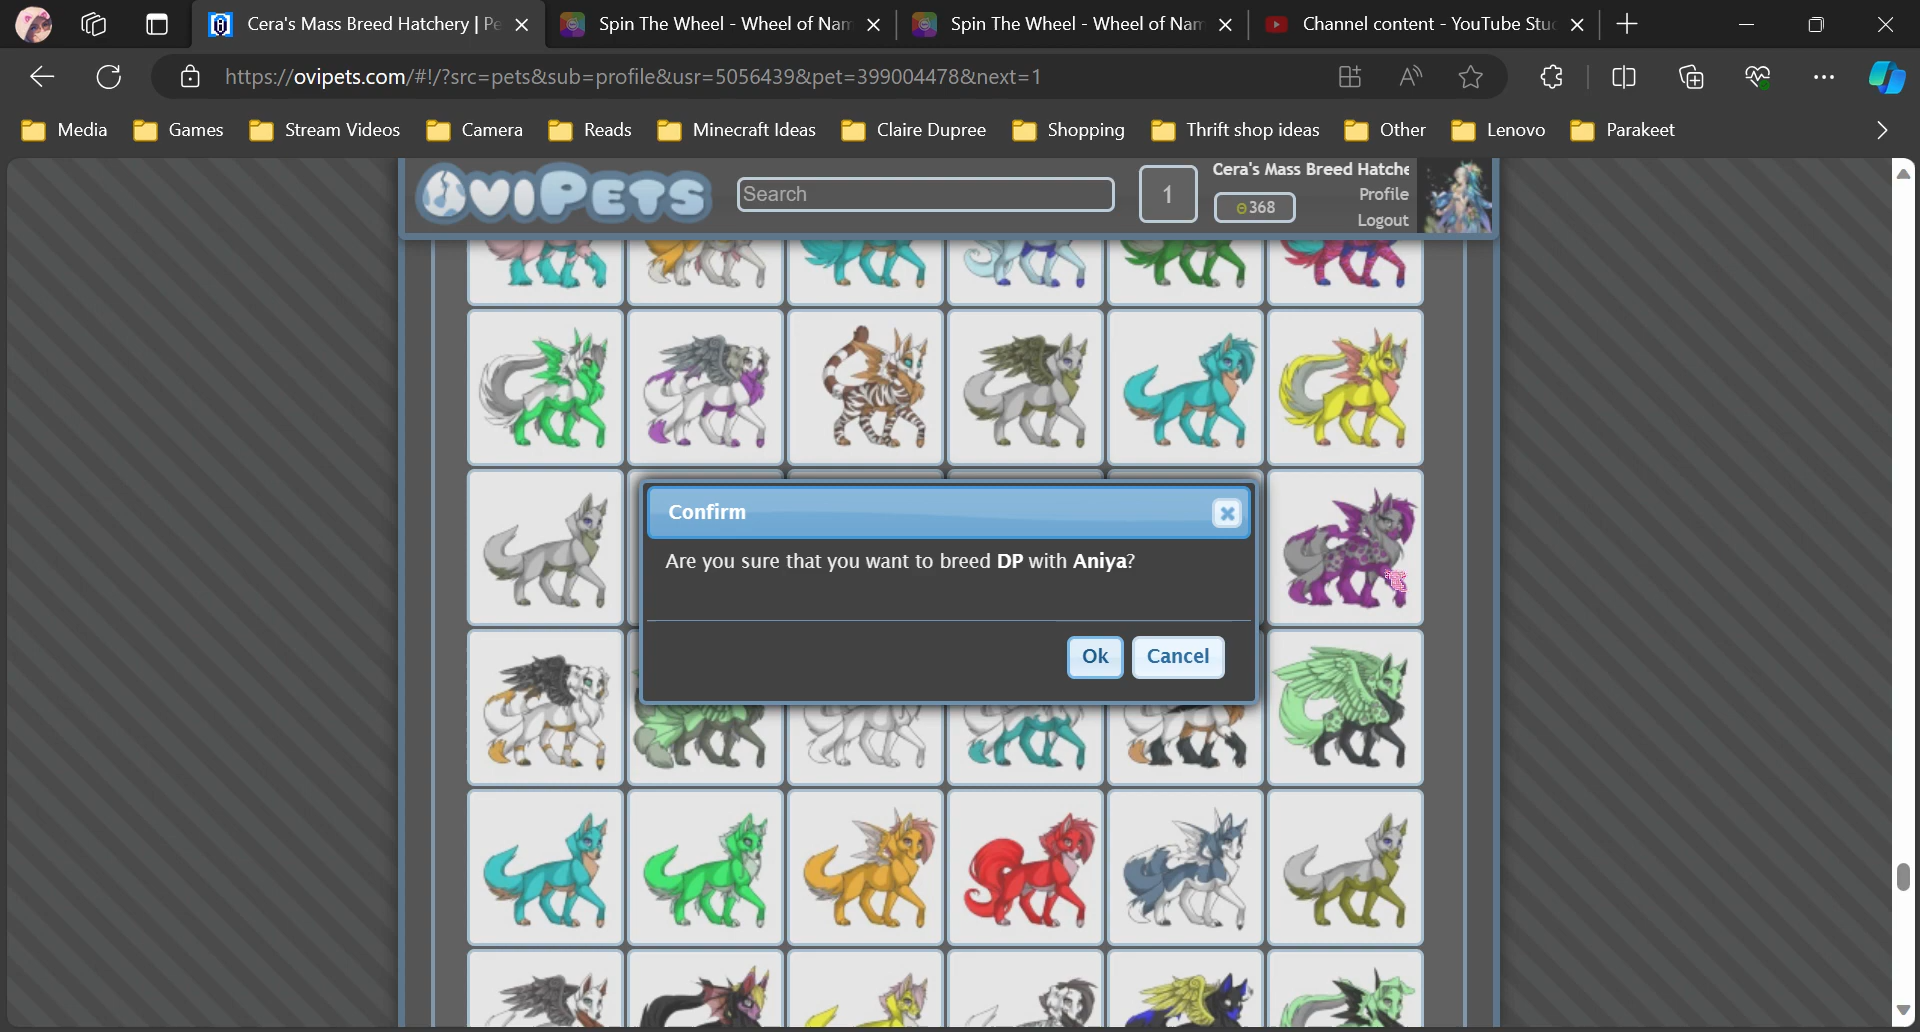 Cera's Mass Breed Hatchery | Pe
Spin The Wheel - Wheel of Nam
Spin The Wheel - Wheel of Nam
Channel content - YouTube Stu
https://ovipets.com/#!/?src=pets&sub=profile&usr=5056439&pet=399004478&next=1
Media
Games
Stream Videos
Camera
Reads
Minecraft Ideas
Claire Dupree
Shopping
Thrift shop ideas
Other
Lenovo
Parakeet
OviPets
Search
1
Cera's Mass Breed Hatche
368
Profile
Logout
Confirm
Are you sure that you want to breed DP with Aniya?
Ok
Cancel